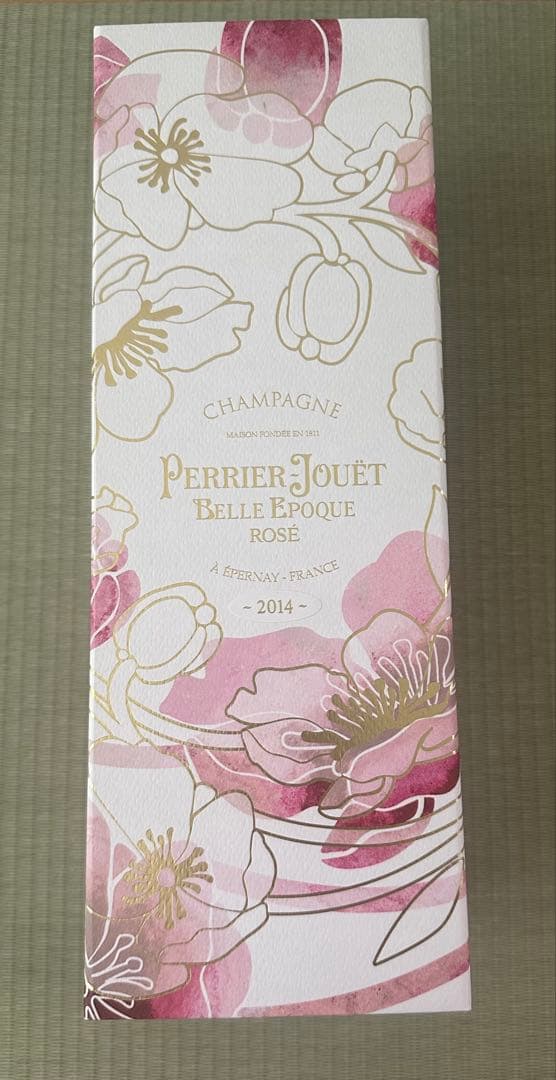 CHAMPAGNE
MAISON FONDÉE EN 1811
PERRIER-JOUËT
BELLE EPOQUE
ROSÉ
À ÉPERNAY - FRANCE
~ 2014 ~